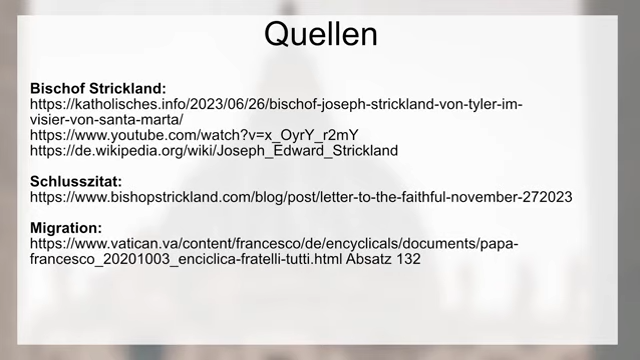 Quellen
Bischof Strickland:
https://katholisches.info/2023/06/26/bischof-joseph-strickland-von-tyler-im-
visier-von-santa-marta/
https://www.youtube.com/watch?v=x_OyrY_r2mY
https://de.wikipedia.org/wiki/Joseph_Edward_Strickland
Schlusszitat:
https://www.bishopstrickland.com/blog/post/letter-to-the-faithful-november-272023
Migration:
https://www.vatican.va/content/francesco/de/encyclicals/documents/papa-
francesco_20201003_enciclica-fratelli-tutti.html Absatz 132